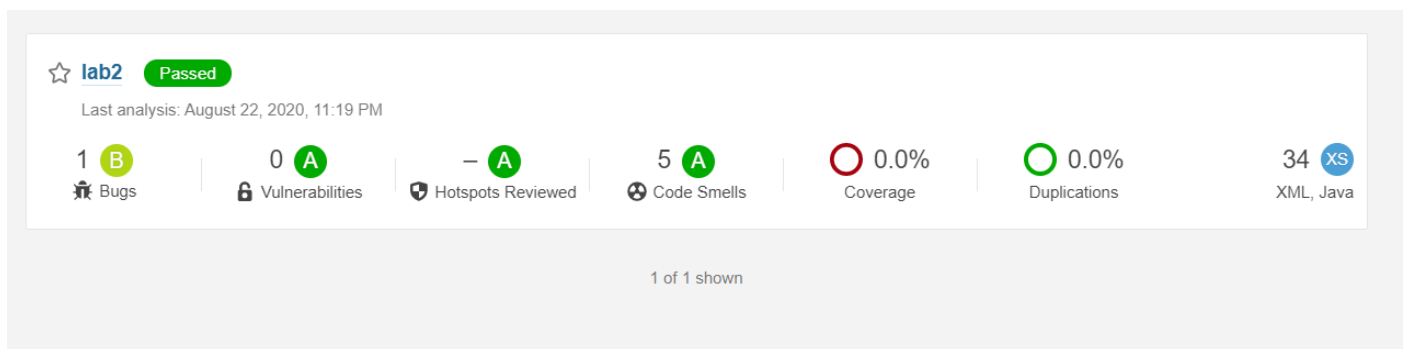 lab2 Passed
Last analysis: August 22, 2020, 11:19 PM
1 B 0 A – A 5 A 0.0% 0.0% 34 XS
Bugs Vulnerabilities Hotspots Reviewed Code Smells Coverage Duplications XML, Java
1 of 1 shown